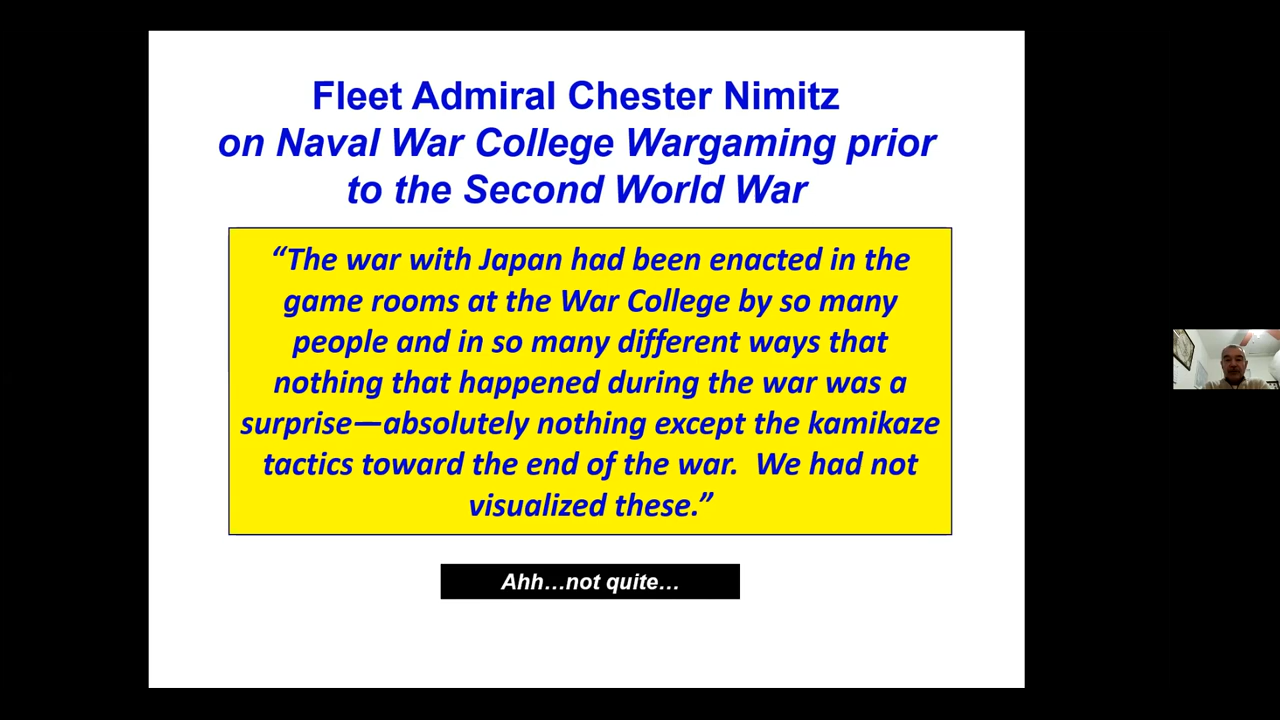 Fleet Admiral Chester Nimitz
on Naval War College Wargaming prior
to the Second World War
“The war with Japan had been enacted in the
game rooms at the War College by so many
people and in so many different ways that
nothing that happened during the war was a
surprise—absolutely nothing except the kamikaze
tactics toward the end of the war.  We had not
visualized these.”
Ahh…not quite…